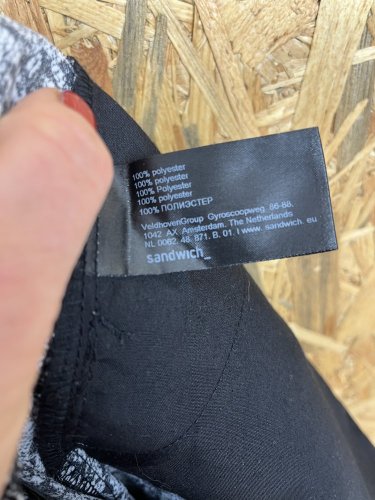 100% polyester
100% polyester
100% Polyester
100% polyester
100% ПОЛИЭСТЕР
VeldhovenGroup Gyroscoopweg 86-88.
1042 AX Amsterdam. The Netherlands
NL 0062. 48. 871. B. 01. I www. sandwich. eu
sandwich_